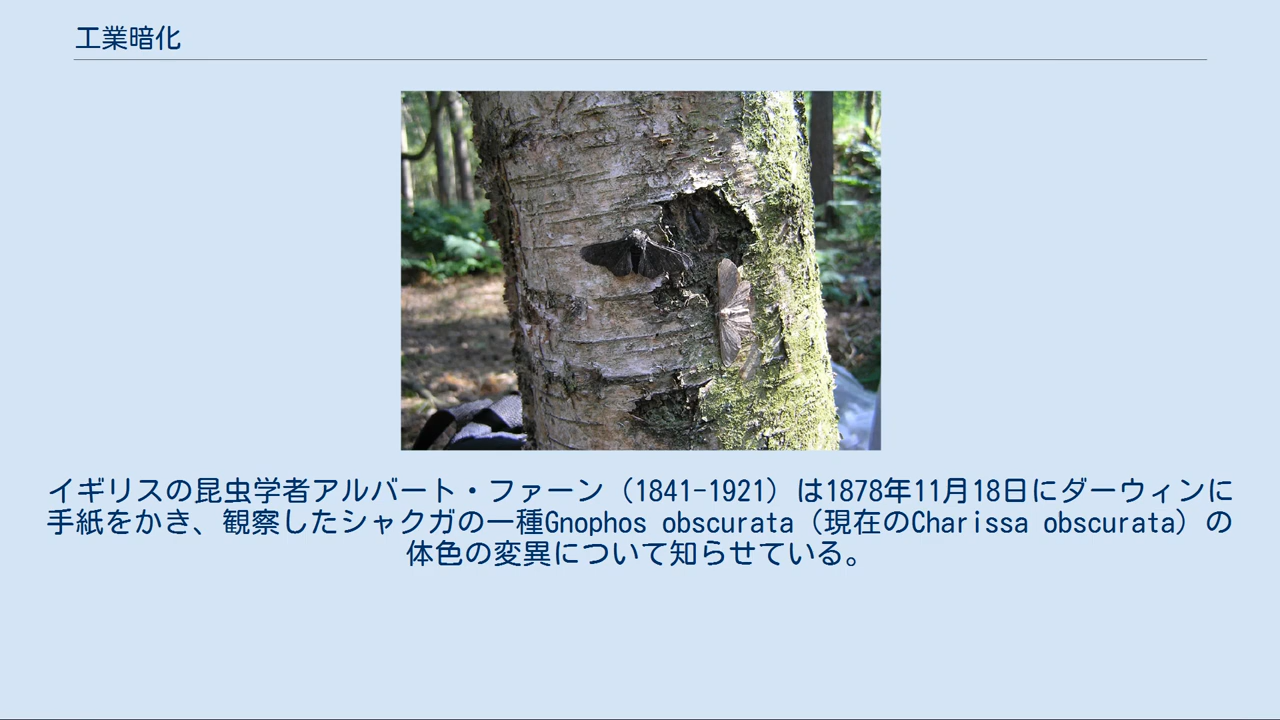 工業暗化
イギリスの昆虫学者アルバート・ファーン（1841-1921）は1878年11月18日にダーウィンに
手紙をかき、観察したシャクガの一種Gnophos obscurata（現在のCharissa obscurata）の
体色の変異について知らせている。